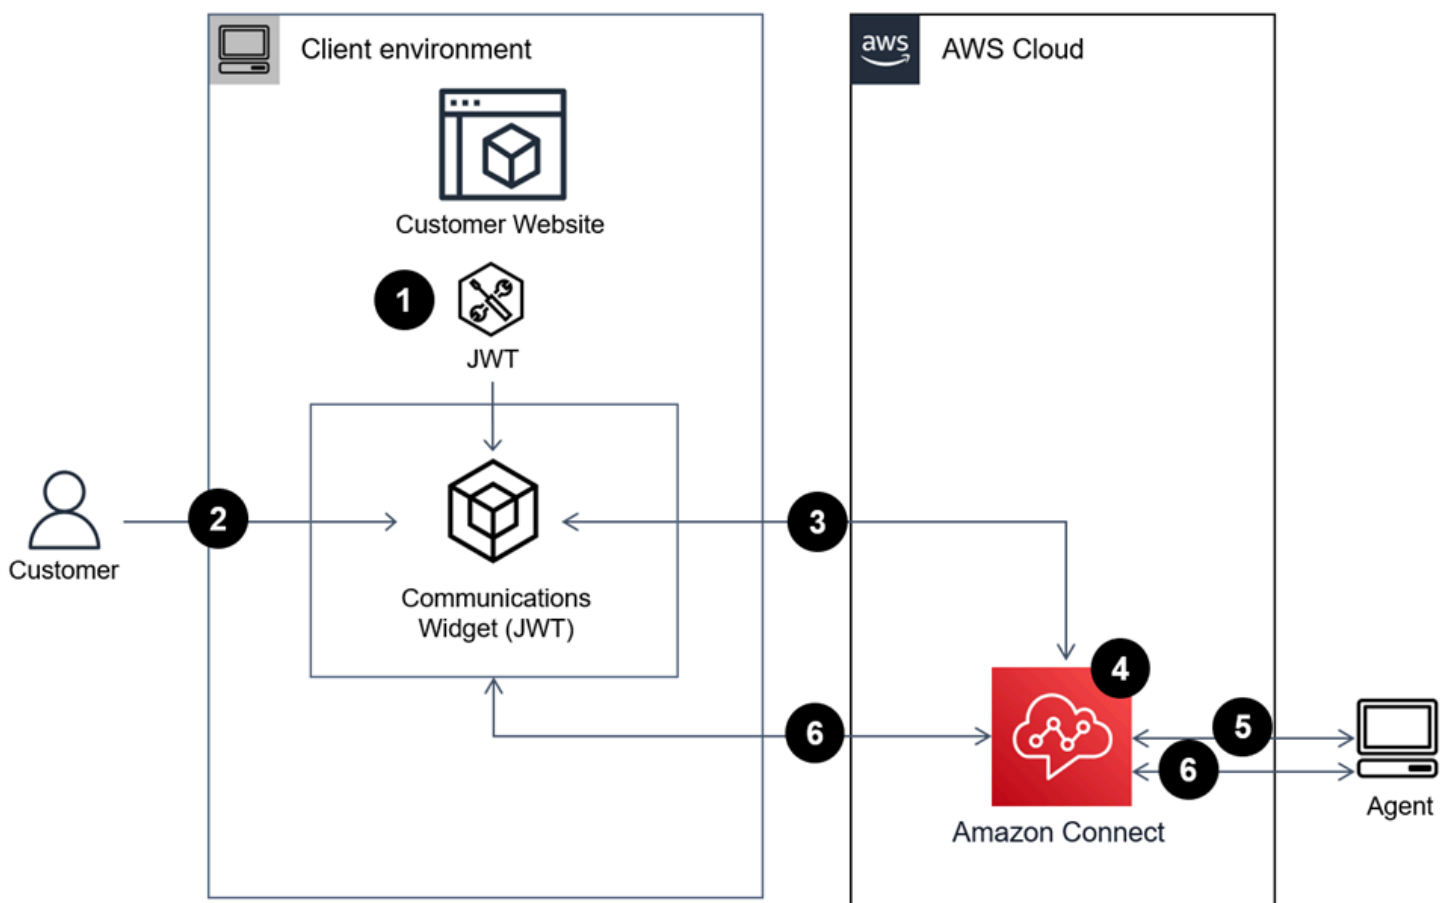 Client environment
aws
AWS Cloud
Customer Website
1
JWT
2
3
Customer
Communications
Widget (JWT)
4
5
6
6
Agent
Amazon Connect